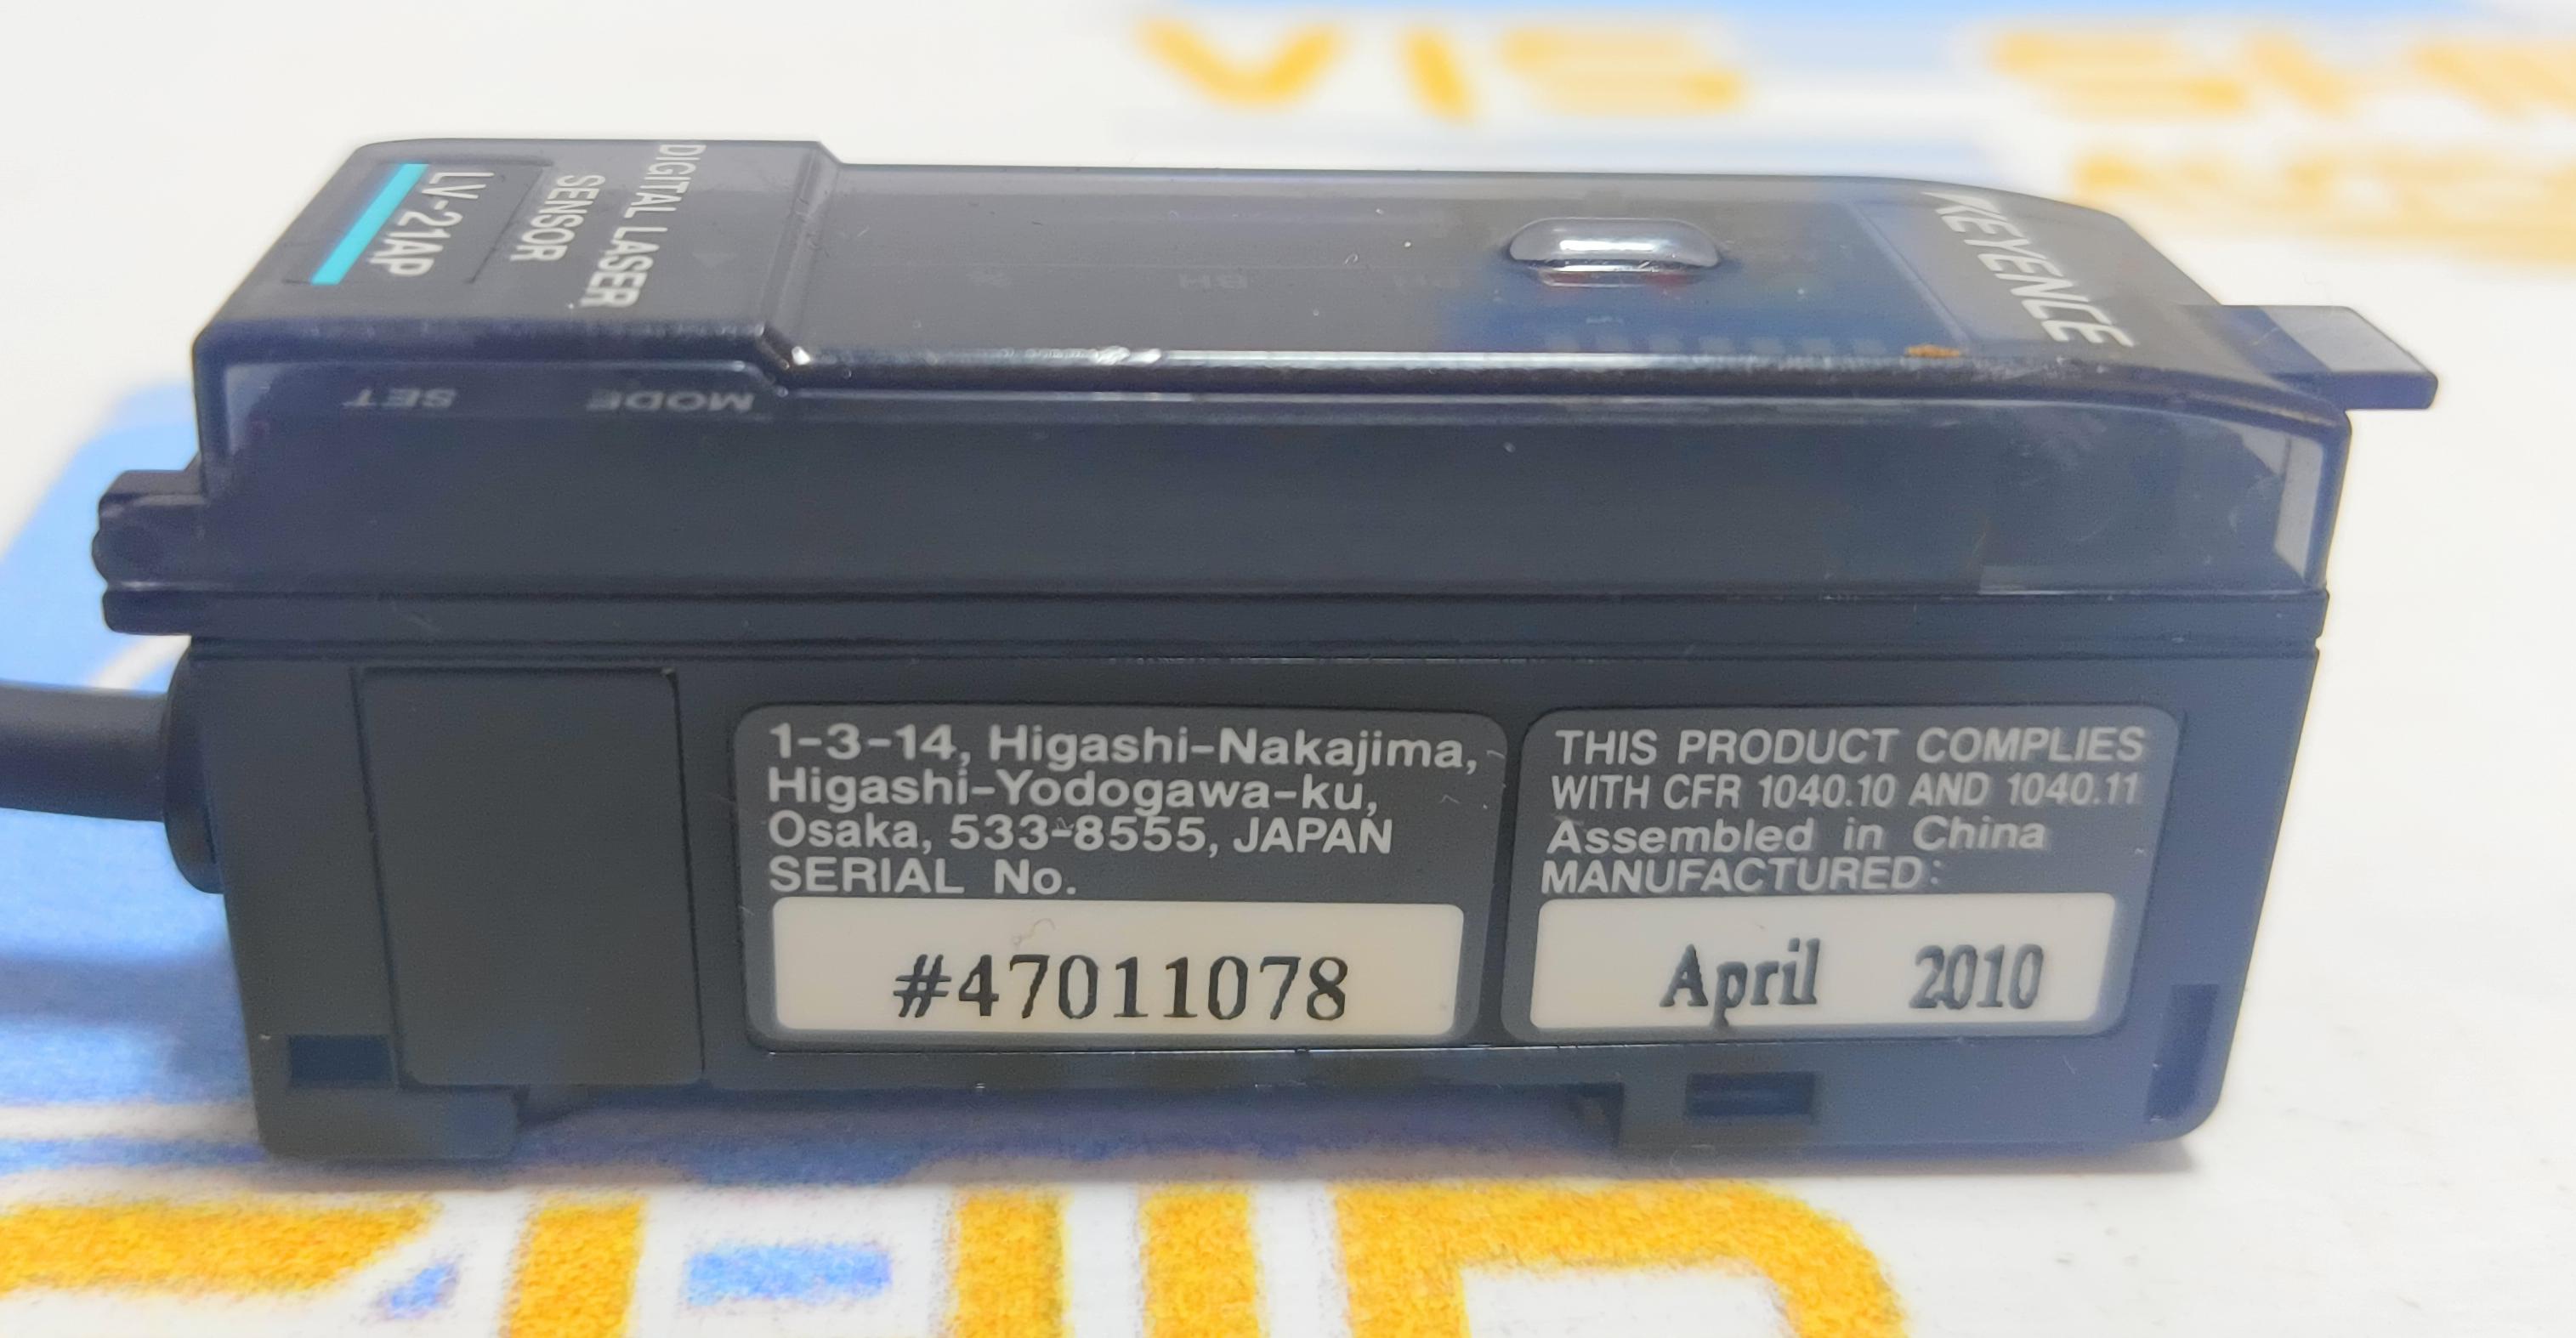 LV-21AP
DIGITAL LASER
SENSOR
KEYENCE
SET
MODE
1-3-14, Higashi-Nakajima,
Higashi-Yodogawa-ku,
Osaka, 533-8555, JAPAN
SERIAL No.
#47011078
THIS PRODUCT COMPLIES
WITH CFR 1040.10 AND 1040.11
Assembled in China
MANUFACTURED:
April 2010